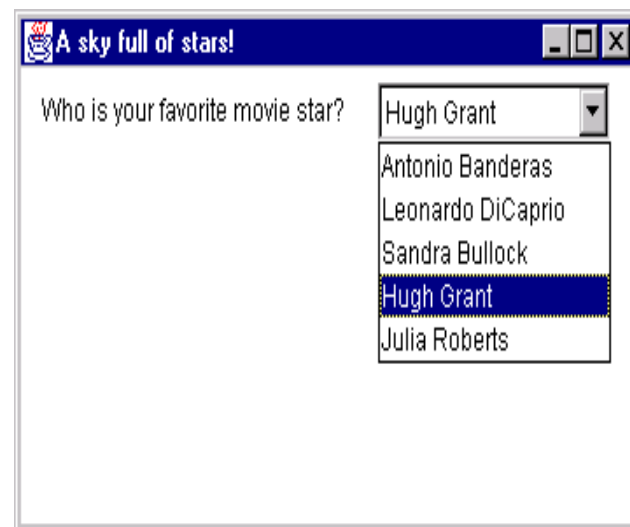 A sky full of stars!
Who is your favorite movie star? Hugh Grant
Antonio Banderas
Leonardo DiCaprio
Sandra Bullock
Hugh Grant
Julia Roberts